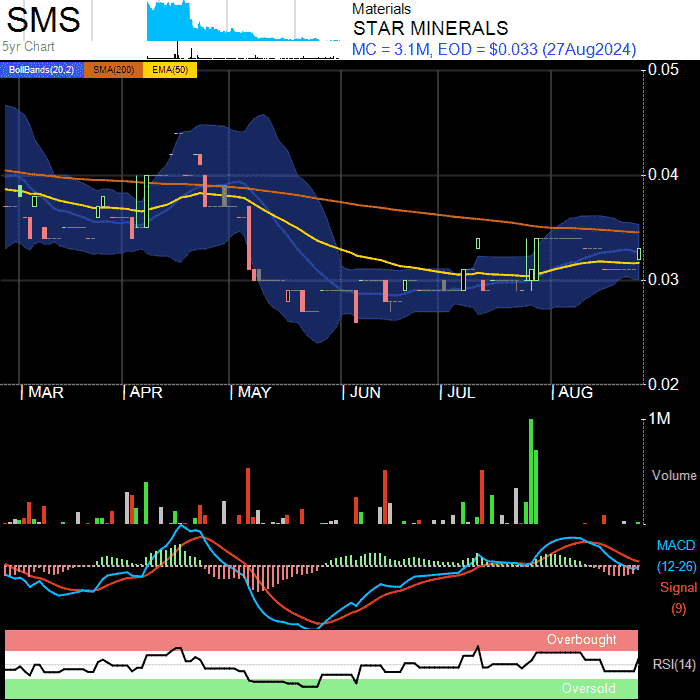 SMS
5yr Chart
Materials
STAR MINERALS
MC = 3.1M, EOD = $0.033 (27Aug2024)
BollBands(20,2) SMA(200) EMA(50)
0.05
0.04
0.03
0.02
MAR APR MAY JUN JUL AUG
1M
Volume
MACD
(12-26)
Signal
(9)
Overbought
RSI(14)
Oversold